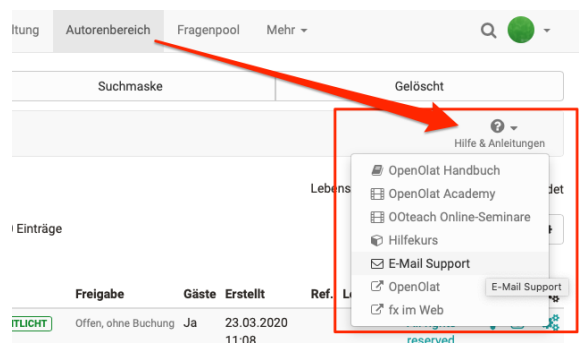 ltung Autorenbereich Fragenpool Mehr
Suchmaske Gelöscht
Hilfe & Anleitungen
OpenOlat Handbuch
Lebens det
OpenOlat Academy
OOteach Online-Seminare
Einträge
Hilfekurs
E-Mail Support
OpenOlat E-Mail Support
Freigabe Gäste Erstellt Ref.
fx im Web
TLICHT Offen, ohne Buchung Ja 23.03.2020
11:08 reserved